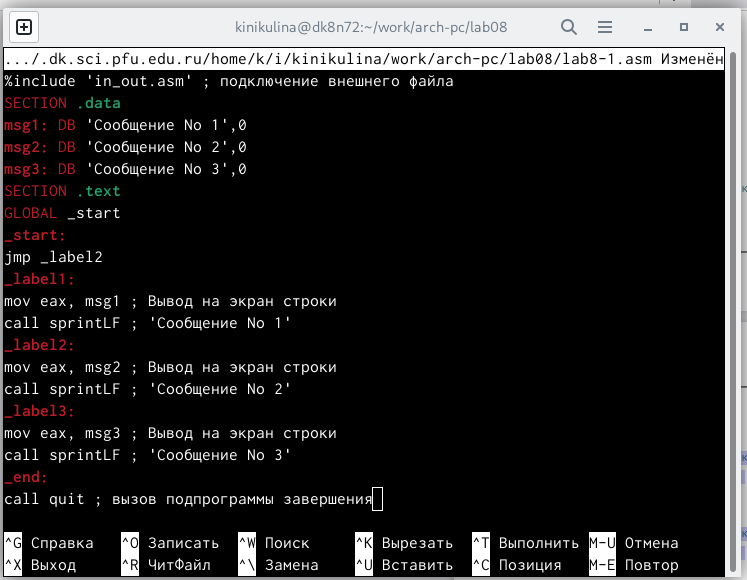 kinikulina@dk8n72:~/work/arch-pc/lab08
.../.dk.sci.pfu.edu.ru/home/k/i/kinikulina/work/arch-pc/lab08/lab8-1.asm Изменён
%include 'in_out.asm' ; подключение внешнего файла
SECTION .data
msg1: DB 'Сообщение No 1',0
msg2: DB 'Сообщение No 2',0
msg3: DB 'Сообщение No 3',0
SECTION .text
GLOBAL _start
_start:
jmp _label2
_label1:
mov eax, msg1 ; Вывод на экран строки
call sprintLF ; 'Сообщение No 1'
_label2:
mov eax, msg2 ; Вывод на экран строки
call sprintLF ; 'Сообщение No 2'
_label3:
mov eax, msg3 ; Вывод на экран строки
call sprintLF ; 'Сообщение No 3'
_end:
call quit ; вызов подпрограммы завершения
^G Справка ^O Записать ^W Поиск ^K Вырезать ^T Выполнить M-U Отмена
^X Выход ^R ЧитФайл ^\ Замена ^U Вставить ^C Позиция M-E Повтор